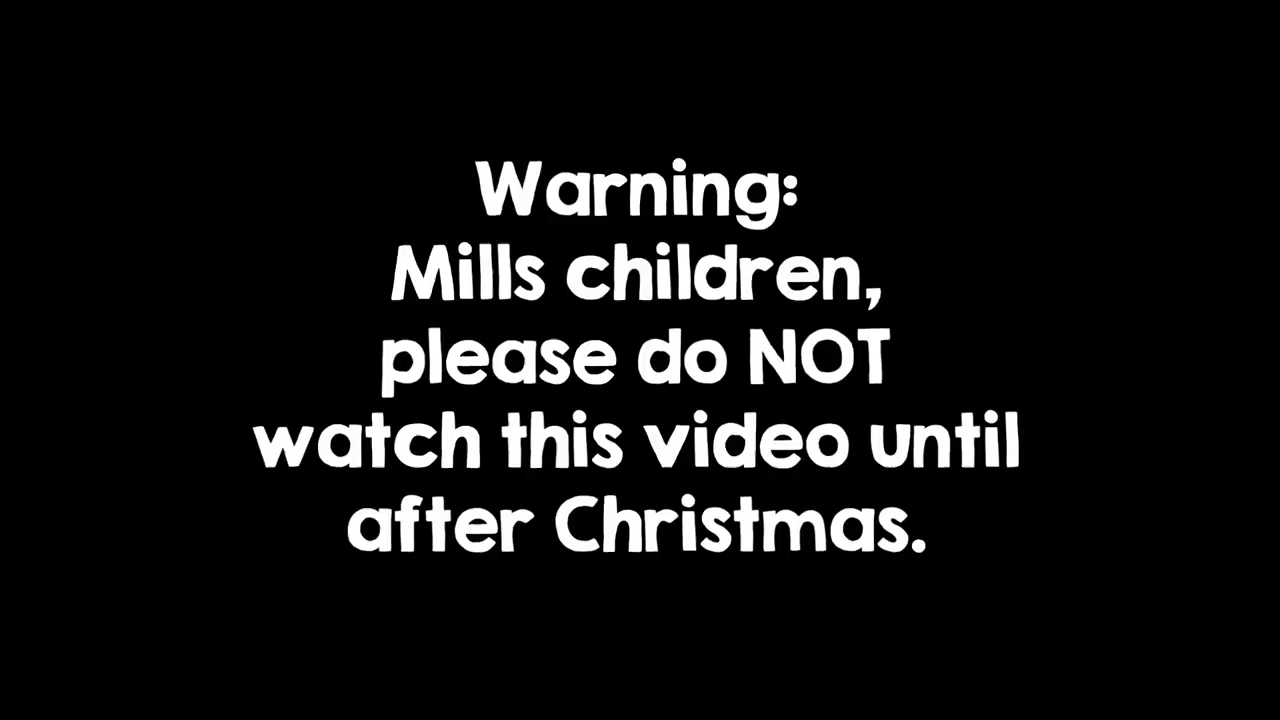 Warning:
Mills children,
please do NOT
watch this video until
after Christmas.